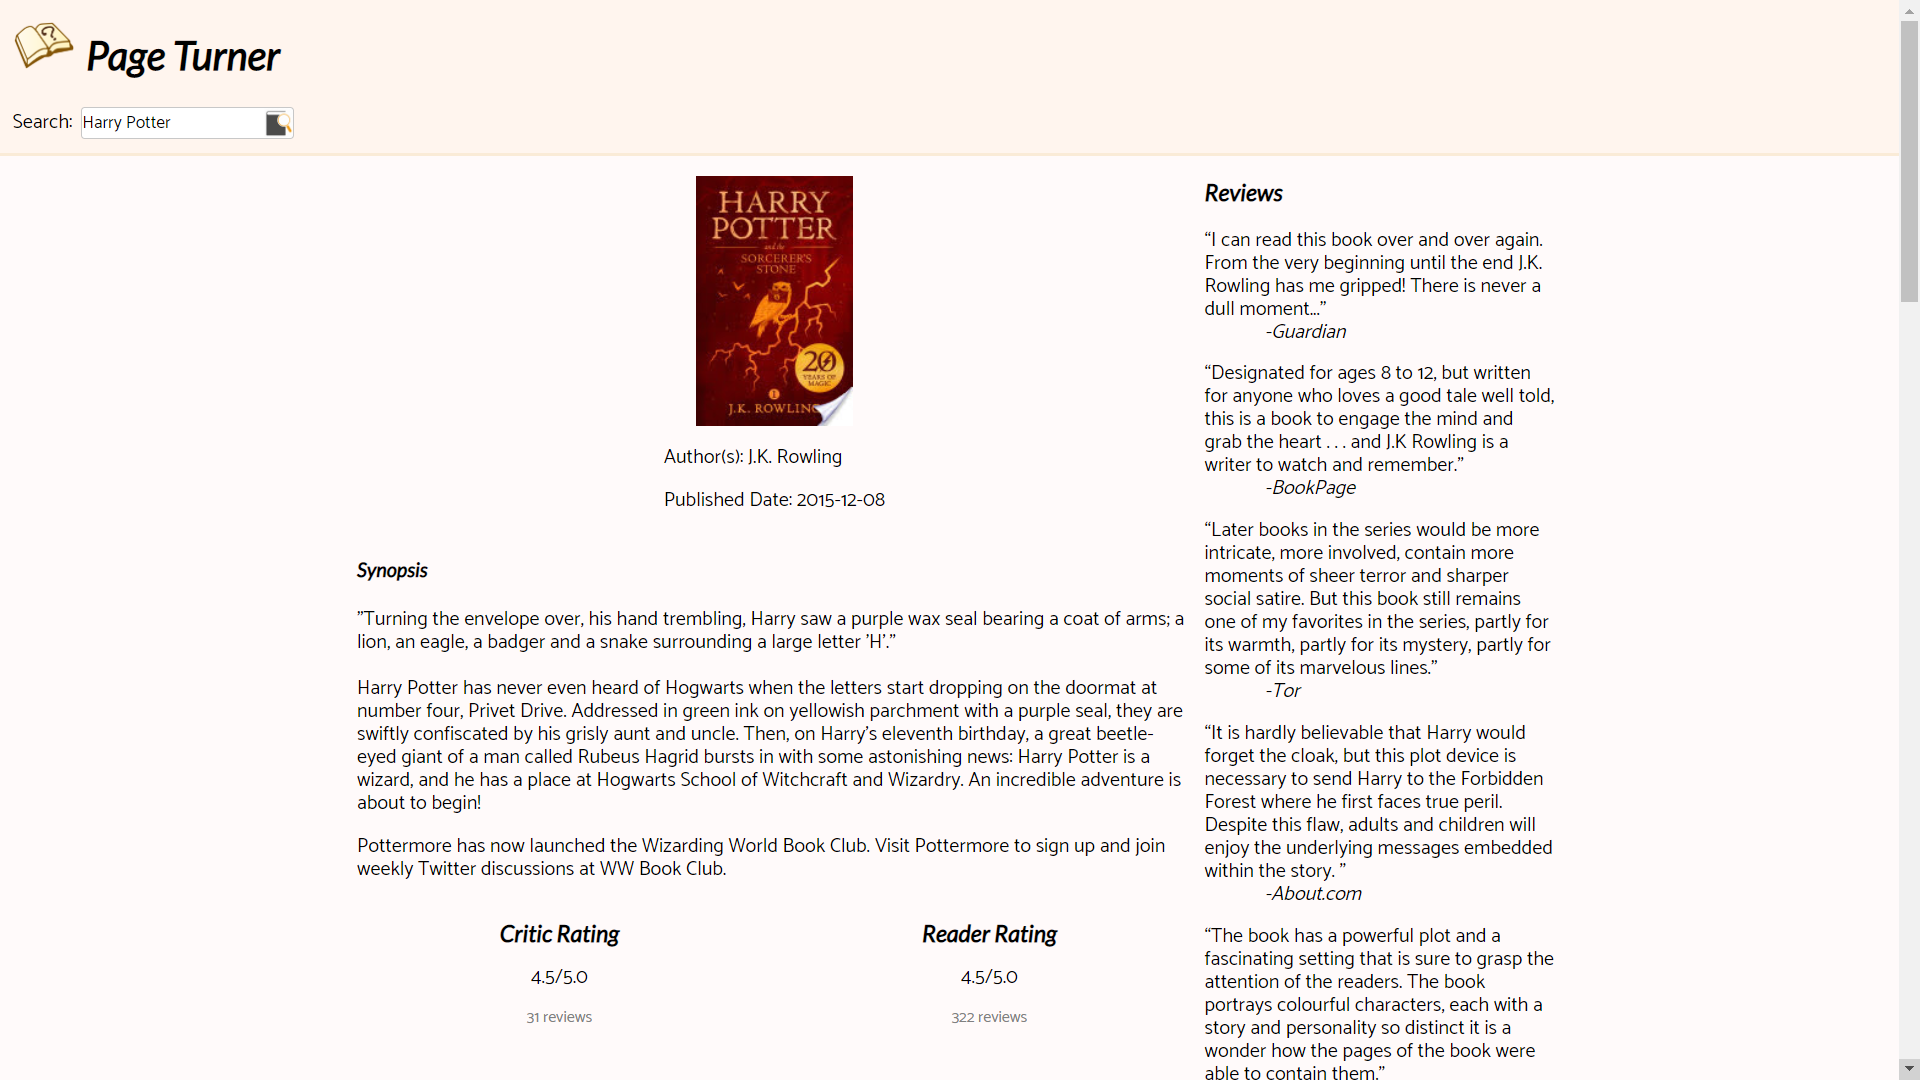 Page Turner
Search: Harry Potter
HARRY
POTTER
and the
SORCERER'S
STONE
20
YEARS OF
MAGIC
I
J.K. ROWLING
Author(s): J.K. Rowling
Published Date: 2015-12-08
Synopsis
"Turning the envelope over, his hand trembling, Harry saw a purple wax seal bearing a coat of arms; a
lion, an eagle, a badger and a snake surrounding a large letter 'H'."
Harry Potter has never even heard of Hogwarts when the letters start dropping on the doormat at
number four, Privet Drive. Addressed in green ink on yellowish parchment with a purple seal, they are
swiftly confiscated by his grisly aunt and uncle. Then, on Harry's eleventh birthday, a great beetle-
eyed giant of a man called Rubeus Hagrid bursts in with some astonishing news: Harry Potter is a
wizard, and he has a place at Hogwarts School of Witchcraft and Wizardry. An incredible adventure is
about to begin!
Pottermore has now launched the Wizarding World Book Club. Visit Pottermore to sign up and join
weekly Twitter discussions at WW Book Club.
Critic Rating
4.5/5.0
31 reviews
Reader Rating
4.5/5.0
322 reviews
Reviews
“I can read this book over and over again.
From the very beginning until the end J.K.
Rowling has me gripped! There is never a
dull moment...”
-Guardian
“Designated for ages 8 to 12, but written
for anyone who loves a good tale well told,
this is a book to engage the mind and
grab the heart . . . and J.K Rowling is a
writer to watch and remember.”
-BookPage
“Later books in the series would be more
intricate, more involved, contain more
moments of sheer terror and sharper
social satire. But this book still remains
one of my favorites in the series, partly for
its warmth, partly for its mystery, partly for
some of its marvelous lines.”
-Tor
“It is hardly believable that Harry would
forget the cloak, but this plot device is
necessary to send Harry to the Forbidden
Forest where he first faces true peril.
Despite this flaw, adults and children will
enjoy the underlying messages embedded
within the story. ”
-About.com
“The book has a powerful plot and a
fascinating setting that is sure to grasp the
attention of the readers. The book
portrays colourful characters, each with a
story and personality so distinct it is a
wonder how the pages of the book were
able to contain them.”